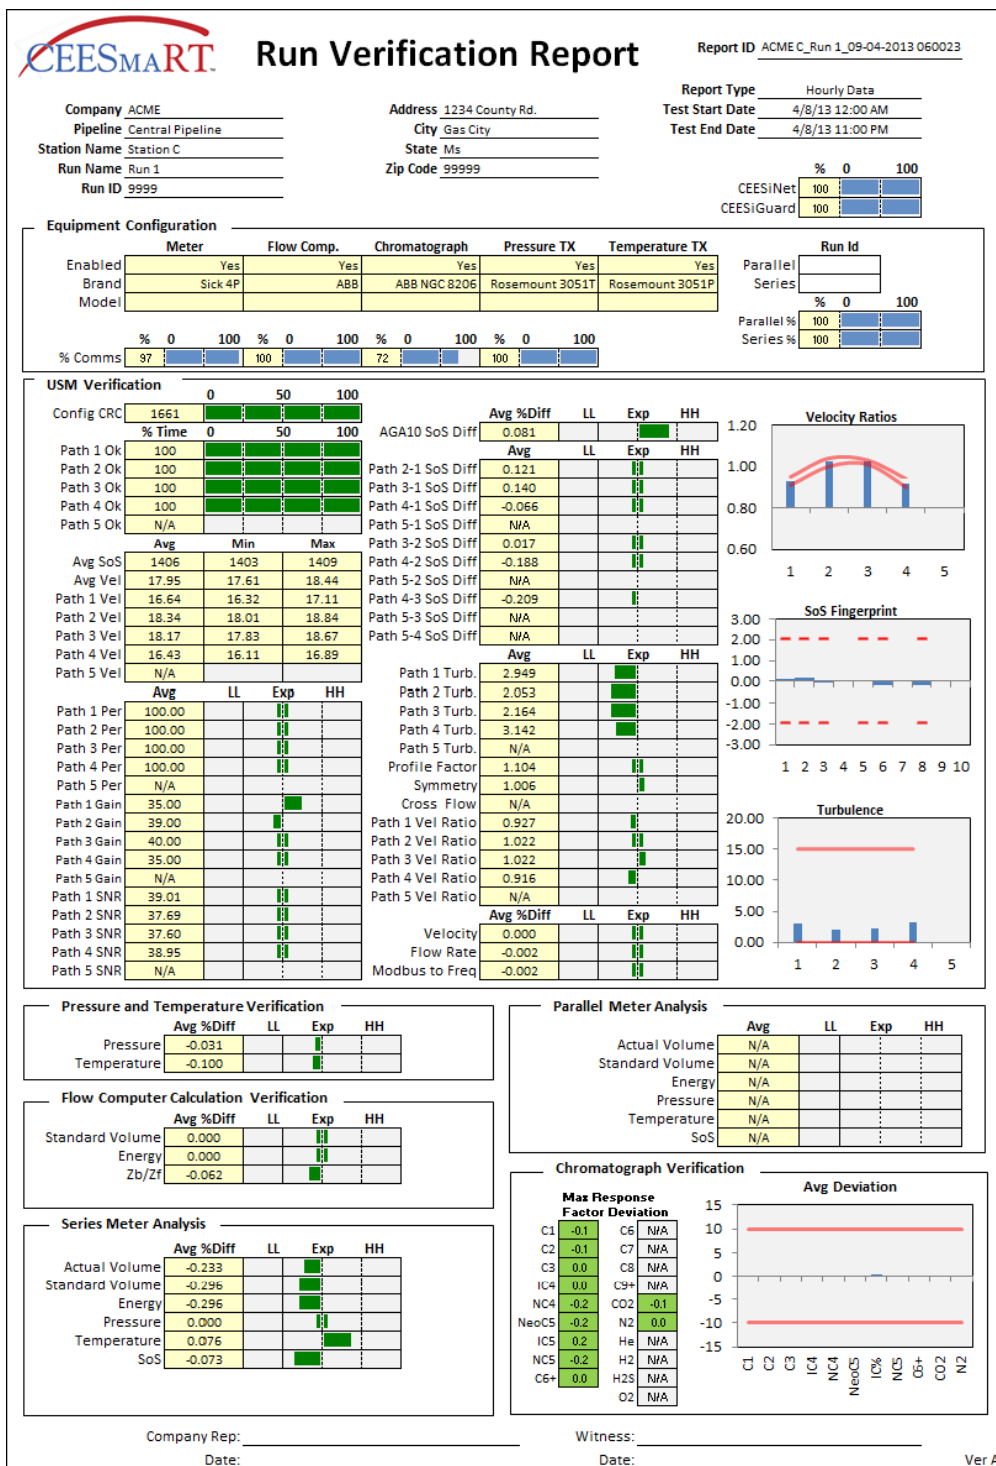 CEESMART
Run Verification Report
Report ID ACME C_Run 1_09-04-2013 060023
Report Type Hourly Data
Company ACME Address 1234 County Rd. Test Start Date 4/8/13 12:00 AM
Pipeline Central Pipeline City Gas City Test End Date 4/8/13 11:00 PM
Station Name Station C State Ms
Run Name Run 1 Zip Code 99999
Run ID 9999
% 0 100
CEESiNet 100
CEESiGuard 100
Equipment Configuration
Meter Flow Comp. Chromatograph Pressure TX Temperature TX Run Id
Enabled Yes Yes Yes Yes Yes Parallel
Brand Sick 4P ABB ABB NGC 8206 Rosemount 3051T Rosemount 3051P Series
Model % 0 100
Parallel % 100
% 0 100 % 0 100 % 0 100 % 0 100 Series % 100
% Comms 97 100 72 100
USM Verification
0 50 100
Config CRC 1661
% Time 0 50 100
Path 1 Ok 100
Path 2 Ok 100
Path 3 Ok 100
Path 4 Ok 100
Path 5 Ok N/A
Avg Min Max
Avg SoS 1406 1403 1409
Avg Vel 17.95 17.61 18.44
Path 1 Vel 16.64 16.32 17.11
Path 2 Vel 18.34 18.01 18.84
Path 3 Vel 18.17 17.83 18.67
Path 4 Vel 16.43 16.11 16.89
Path 5 Vel N/A
Avg LL Exp HH
Path 1 Per 100.00
Path 2 Per 100.00
Path 3 Per 100.00
Path 4 Per 100.00
Path 5 Per N/A
Path 1 Gain 35.00
Path 2 Gain 39.00
Path 3 Gain 40.00
Path 4 Gain 35.00
Path 5 Gain N/A
Path 1 SNR 39.01
Path 2 SNR 37.69
Path 3 SNR 37.60
Path 4 SNR 38.95
Path 5 SNR N/A
Avg %Diff LL Exp HH
AGA10 SoS Diff 0.081
Avg LL Exp HH
Path 2-1 SoS Diff 0.121
Path 3-1 SoS Diff 0.140
Path 4-1 SoS Diff -0.066
Path 5-1 SoS Diff N/A
Path 3-2 SoS Diff 0.017
Path 4-2 SoS Diff -0.188
Path 5-2 SoS Diff N/A
Path 4-3 SoS Diff -0.209
Path 5-3 SoS Diff N/A
Path 5-4 SoS Diff N/A
Avg LL Exp HH
Path 1 Turb. 2.949
Path 2 Turb. 2.053
Path 3 Turb. 2.164
Path 4 Turb. 3.142
Path 5 Turb. N/A
Profile Factor 1.104
Symmetry 1.006
Cross Flow N/A
Path 1 Vel Ratio 0.927
Path 2 Vel Ratio 1.022
Path 3 Vel Ratio 1.022
Path 4 Vel Ratio 0.916
Path 5 Vel Ratio N/A
Avg %Diff LL Exp HH
Velocity 0.000
Flow Rate -0.002
Modbus to Freq -0.002
Velocity Ratios
1.20
1.00
0.80
0.60
1 2 3 4 5
SoS Fingerprint
3.00
2.00
1.00
0.00
-1.00
-2.00
-3.00
1 2 3 4 5 6 7 8 9 10
Turbulence
20.00
15.00
10.00
5.00
0.00
1 2 3 4 5
Pressure and Temperature Verification
Avg %Diff LL Exp HH
Pressure -0.031
Temperature -0.100
Flow Computer Calculation Verification
Avg %Diff LL Exp HH
Standard Volume 0.000
Energy 0.000
Zb/Zf -0.062
Series Meter Analysis
Avg %Diff LL Exp HH
Actual Volume -0.233
Standard Volume -0.296
Energy -0.296
Pressure 0.000
Temperature 0.076
SoS -0.073
Parallel Meter Analysis
Avg LL Exp HH
Actual Volume N/A
Standard Volume N/A
Energy N/A
Pressure N/A
Temperature N/A
SoS N/A
Chromatograph Verification
Max Response
Factor Deviation
C1 -0.1 C6 N/A
C2 -0.1 C7 N/A
C3 0.0 C8 N/A
IC4 0.0 C9+ N/A
NC4 -0.2 CO2 -0.1
NeoC5 -0.2 N2 0.0
IC5 0.2 He N/A
NC5 -0.2 H2 N/A
C6+ 0.0 H2S N/A
O2 N/A
Avg Deviation
15
10
5
0
-5
-10
-15
C1 C2 C3 IC4 NC4 NeoC5 IC% NC5 C6+ CO2 N2
Company Rep: Witness:
Date: Date: Ver A